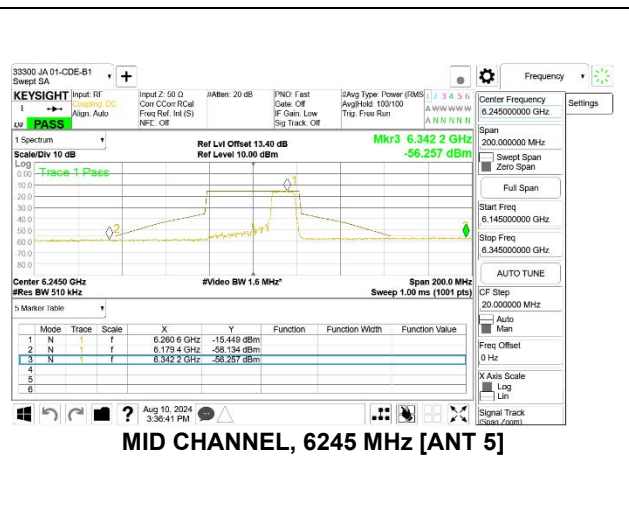 33300 JA 01-CDE-B1
Swept SA
Frequency
KEYSIGHT
Input: RF
Coupling: DC
Align: Auto
Input Z: 50 Ω
Corr CCorr RCal
Freq Ref: Int (S)
NFE: Off
#Atten: 20 dB
PNO: Fast
Gate: Off
IF Gain: Low
Sig Track: Off
#Avg Type: Power (RMS
Avg|Hold: 100/100
Trig: Free Run
1 2 3 4 5 6
A W W W W W
A N N N N N
PASS
Center Frequency
6.245000000 GHz
Settings
1 Spectrum
Scale/Div 10 dB
Ref Lvl Offset 13.40 dB
Ref Level 10.00 dBm
Mkr3 6.342 2 GHz
-56.257 dBm
Span
200.000000 MHz
Swept Span
Zero Span
Full Span
Start Freq
6.145000000 GHz
Stop Freq
6.345000000 GHz
AUTO TUNE
CF Step
20.000000 MHz
Auto
Man
Freq Offset
0 Hz
X Axis Scale
Log
Lin
Signal Track
(Span Zoom)
Log
Trace 1 Pass
0.00
-10.0
-20.0
-30.0
-40.0
-50.0
-60.0
-70.0
-80.0
1
2
Center 6.2450 GHz
#Res BW 510 kHz
#Video BW 1.6 MHz*
Span 200.0 MHz
Sweep 1.00 ms (1001 pts)
5 Marker Table
Mode Trace Scale X Y Function Function Width Function Value
1 N 1 f 6.260 6 GHz -15.449 dBm
2 N 1 f 6.179 4 GHz -58.134 dBm
3 N 1 f 6.342 2 GHz -56.257 dBm
4
5
6
?
Aug 10, 2024
3:36:41 PM
MID CHANNEL, 6245 MHz [ANT 5]